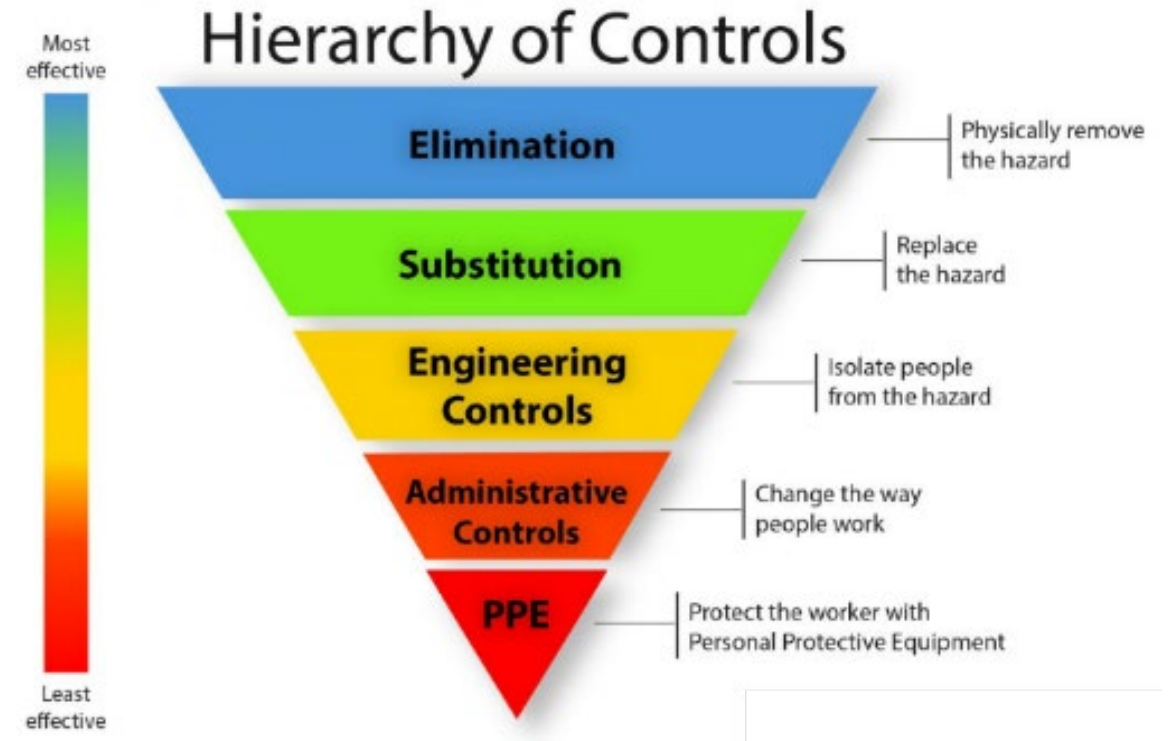 Hierarchy of Controls
Most
effective
Elimination
Physically remove
the hazard
Substitution
Replace
the hazard
Engineering
Controls
Isolate people
from the hazard
Administrative
Controls
Change the way
people work
PPE
Protect the worker with
Personal Protective Equipment
Least
effective